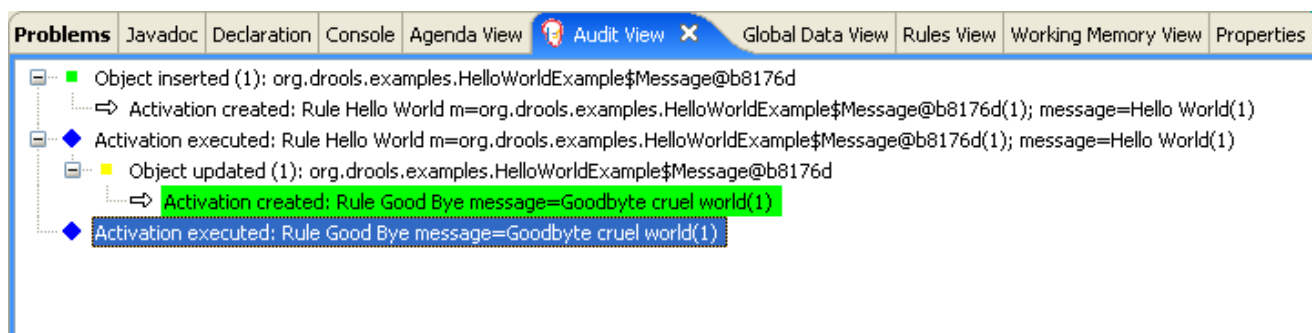 Problems Javadoc Declaration Console Agenda View Audit View Global Data View Rules View Working Memory View Properties
Object inserted (1): org.drools.examples.HelloWorldExample$Message@b8176d
Activation created: Rule Hello World m=org.drools.examples.HelloWorldExample$Message@b8176d(1); message=Hello World(1)
Activation executed: Rule Hello World m=org.drools.examples.HelloWorldExample$Message@b8176d(1); message=Hello World(1)
Object updated (1): org.drools.examples.HelloWorldExample$Message@b8176d
Activation created: Rule Good Bye message=Goodbyte cruel world(1)
Activation executed: Rule Good Bye message=Goodbyte cruel world(1)